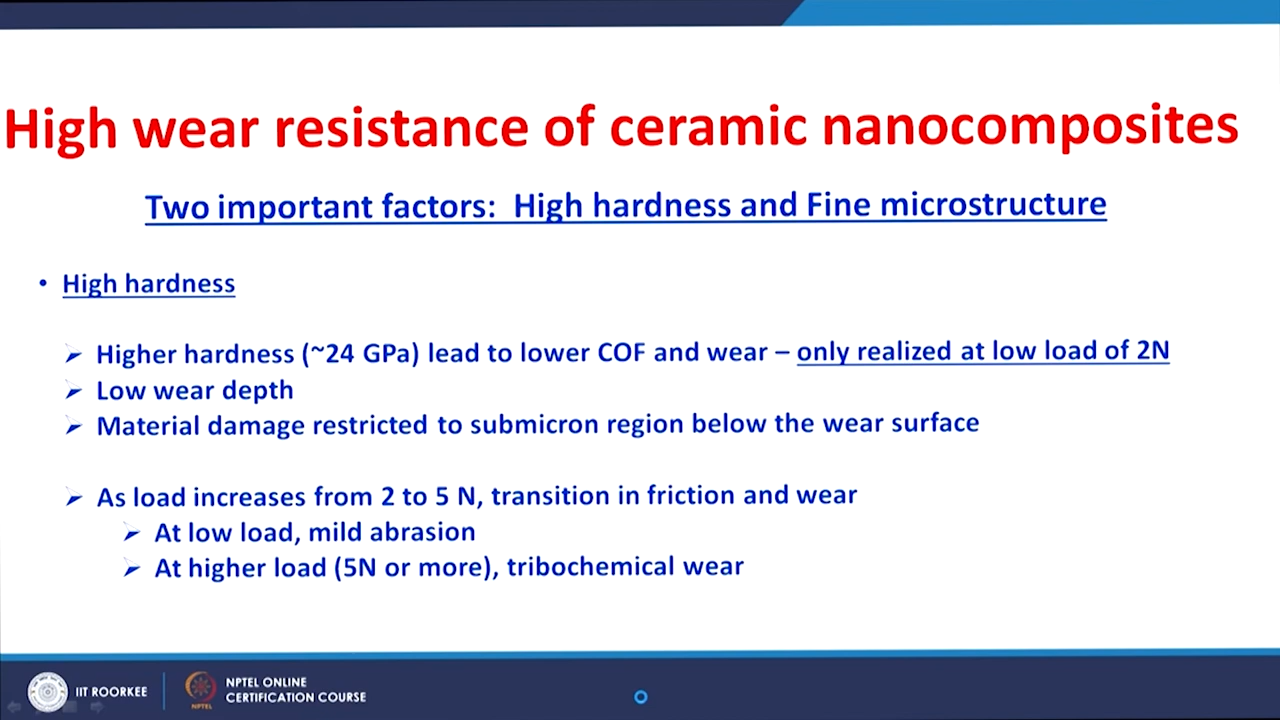 High wear resistance of ceramic nanocomposites
Two important factors: High hardness and Fine microstructure
• High hardness
➢ Higher hardness (~24 GPa) lead to lower COF and wear – only realized at low load of 2N
➢ Low wear depth
➢ Material damage restricted to submicron region below the wear surface
➢ As load increases from 2 to 5 N, transition in friction and wear
➢ At low load, mild abrasion
➢ At higher load (5N or more), tribochemical wear
IIT ROORKEE
NPTEL
NPTEL ONLINE
CERTIFICATION COURSE